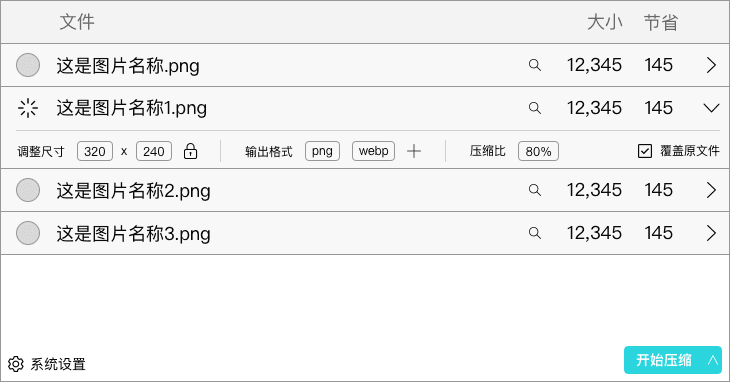 文件 大小 节省
这是图片名称.png 12,345 145
这是图片名称1.png 12,345 145
调整尺寸 320 x 240 输出格式 png webp 压缩比 80% 覆盖原文件
这是图片名称2.png 12,345 145
这是图片名称3.png 12,345 145
系统设置 开始压缩